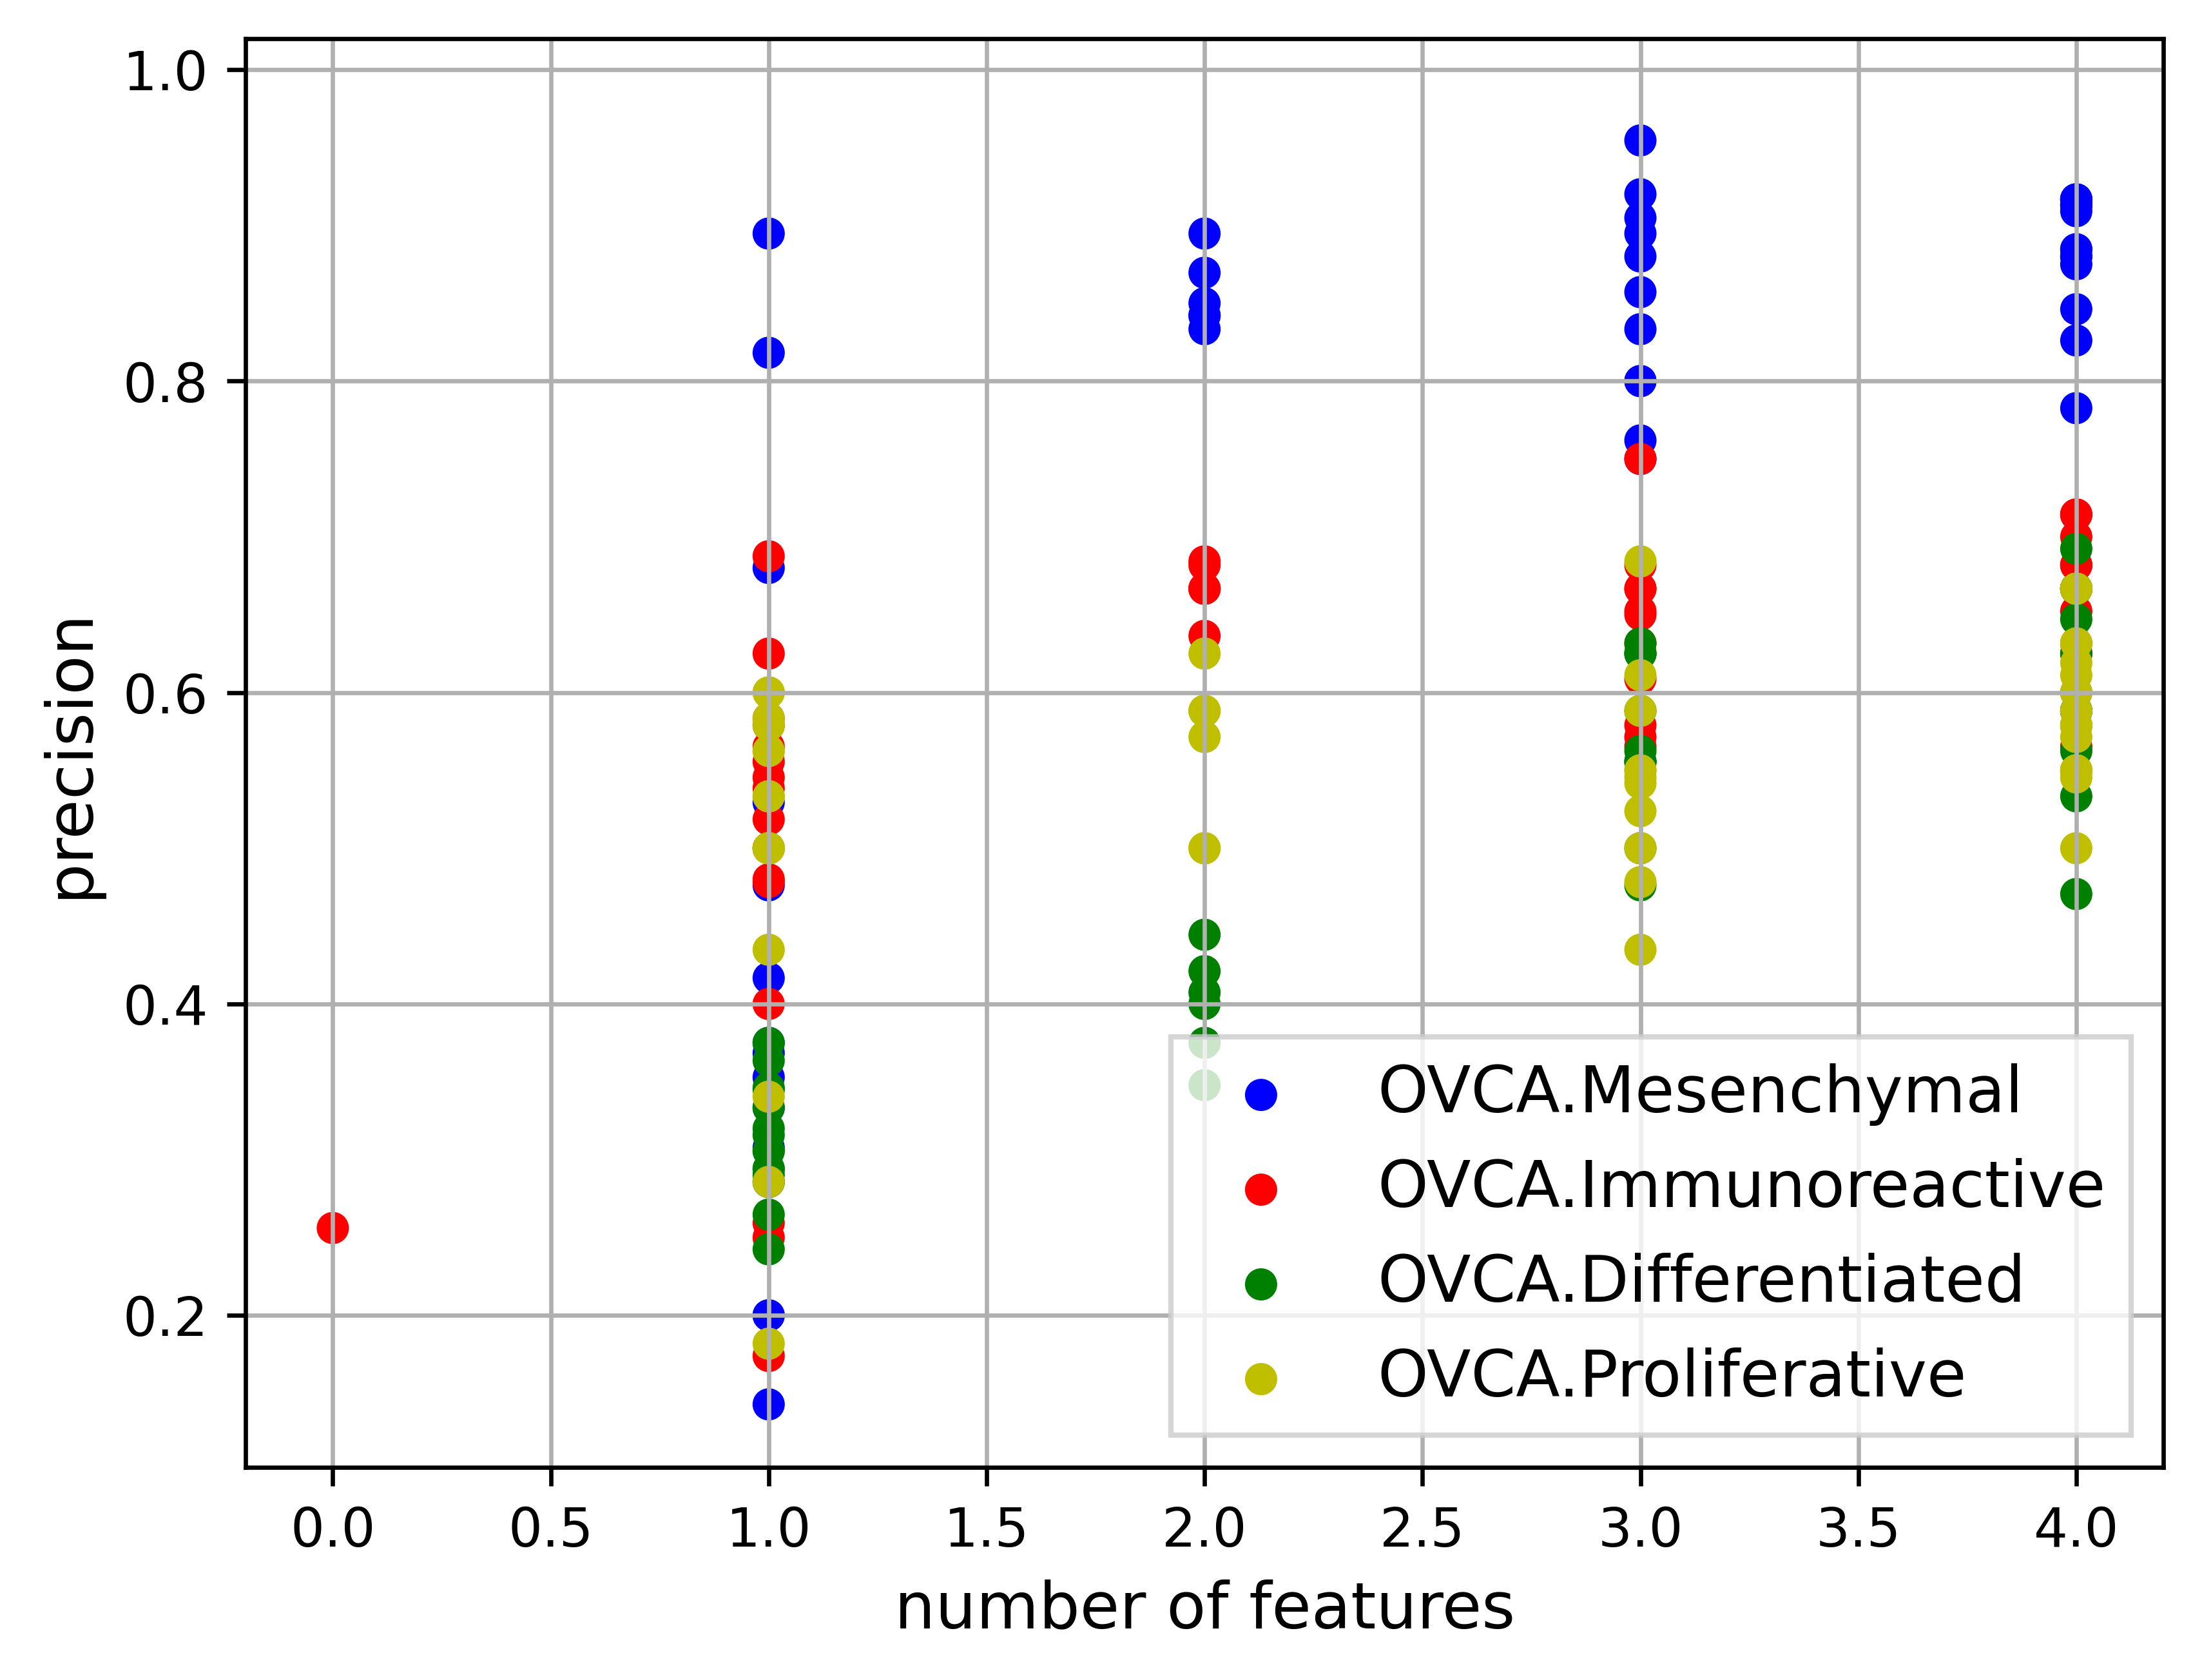 1.0
0.8
0.6
0.4
0.2
precision
OVCA.Mesenchymal
OVCA.Immunoreactive
OVCA.Differentiated
OVCA.Proliferative
0.0 0.5 1.0 1.5 2.0 2.5 3.0 3.5 4.0
number of features